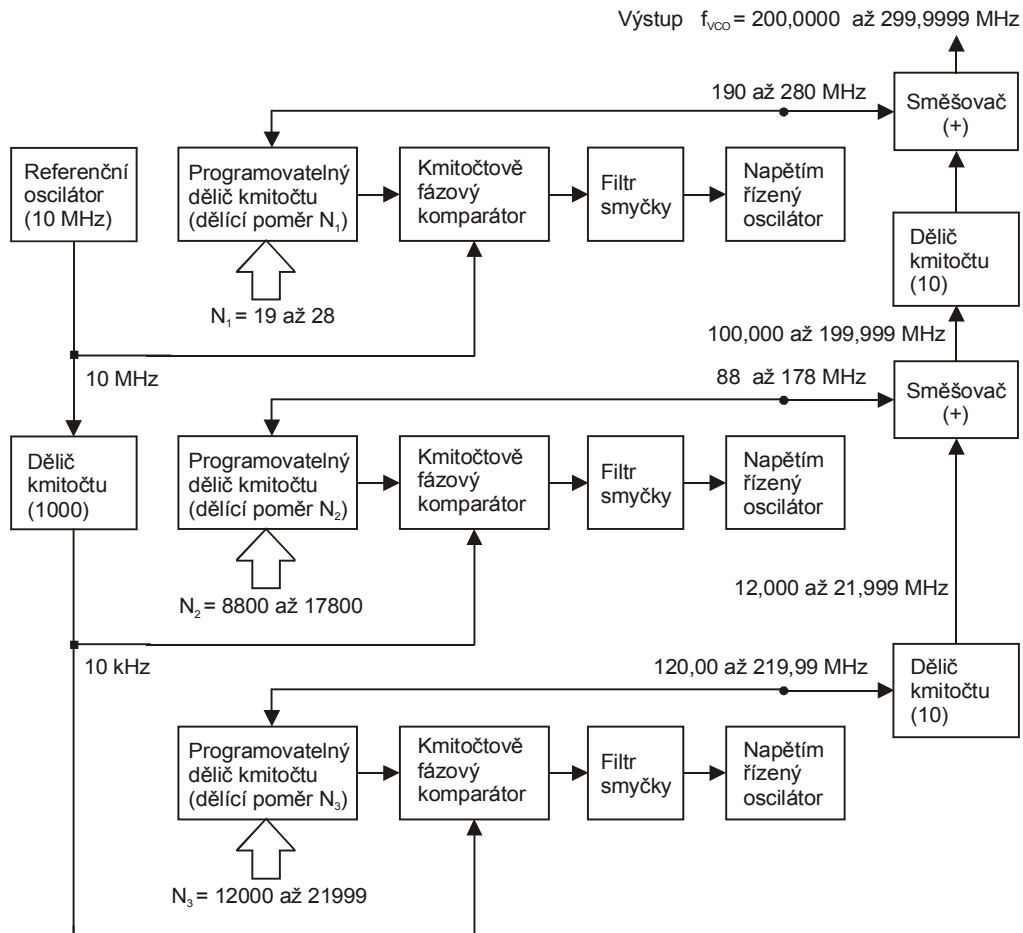 Výstup f VCO = 200,0000 až 299,9999 MHz
190 až 280 MHz
Směšovač
(+)
Referenční
oscilátor
(10 MHz)
Programovatelný
dělič kmitočtu
(dělící poměr N1)
Kmitočtově
fázový
komparátor
Filtr
smyčky
Napětím
řízený
oscilátor
Dělič
kmitočtu
(10)
N1 = 19 až 28
100,000 až 199,999 MHz
10 MHz
88 až 178 MHz
Směšovač
(+)
Dělič
kmitočtu
(1000)
Programovatelný
dělič kmitočtu
(dělící poměr N2)
Kmitočtově
fázový
komparátor
Filtr
smyčky
Napětím
řízený
oscilátor
N2 = 8800 až 17800
12,000 až 21,999 MHz
10 kHz
120,00 až 219,99 MHz
Dělič
kmitočtu
(10)
Programovatelný
dělič kmitočtu
(dělící poměr N3)
Kmitočtově
fázový
komparátor
Filtr
smyčky
Napětím
řízený
oscilátor
N3 = 12000 až 21999